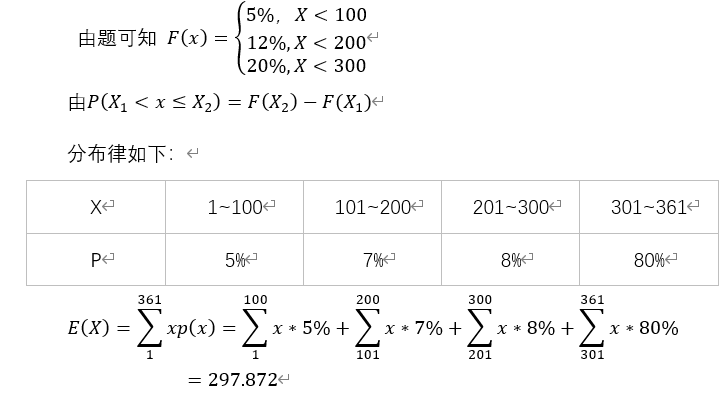 由题可知 F(x) = {5%, X < 100
12%, X < 200
20%, X < 300
由P(X₁ < x ≤ X₂) = F(X₂) − F(X₁)
分布律如下：
X 1~100 101~200 201~300 301~361
P 5% 7% 8% 80%
E(X) = ∑₁³⁶¹ xp(x) = ∑₁¹⁰⁰ x * 5% + ∑₁₀₁²⁰⁰ x * 7% + ∑₂₀₁³⁰⁰ x * 8% + ∑₃₀₁³⁶¹ x * 80%
= 297.872